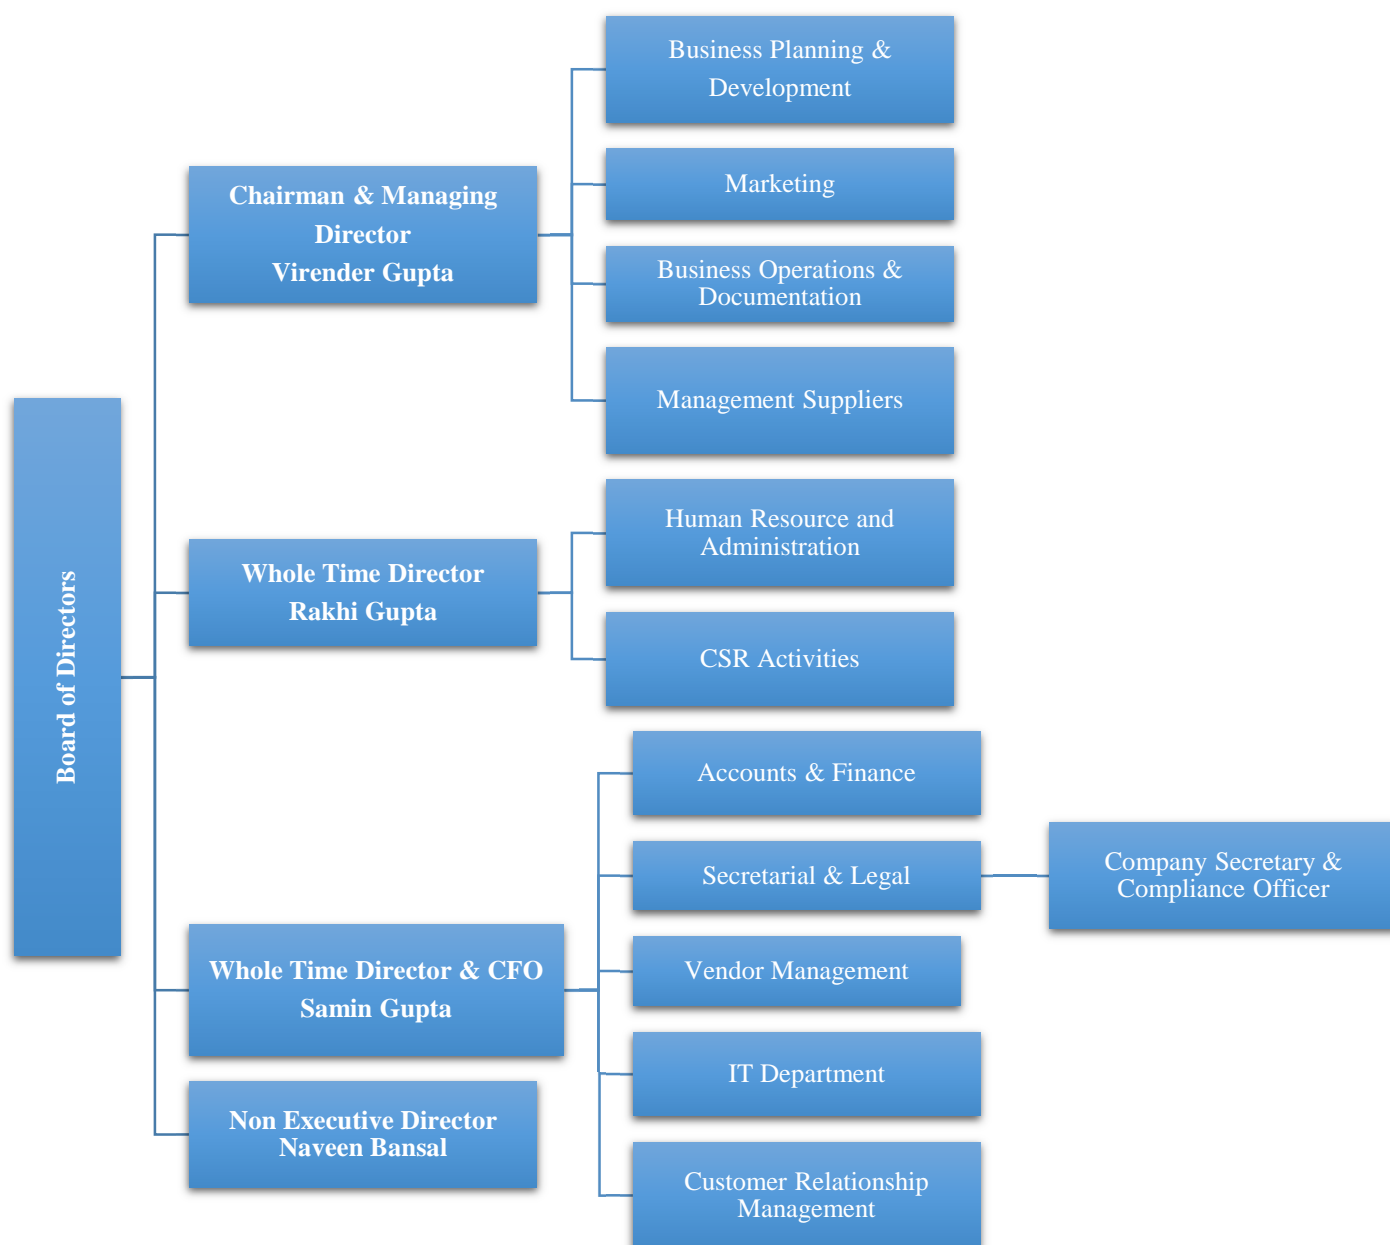 Board of Directors
Chairman & Managing
Director
Virender Gupta
Business Planning &
Development
Marketing
Business Operations &
Documentation
Management Suppliers
Whole Time Director
Rakhi Gupta
Human Resource and
Administration
CSR Activities
Whole Time Director & CFO
Samin Gupta
Accounts & Finance
Secretarial & Legal
Company Secretary &
Compliance Officer
Vendor Management
IT Department
Customer Relationship
Management
Non Executive Director
Naveen Bansal